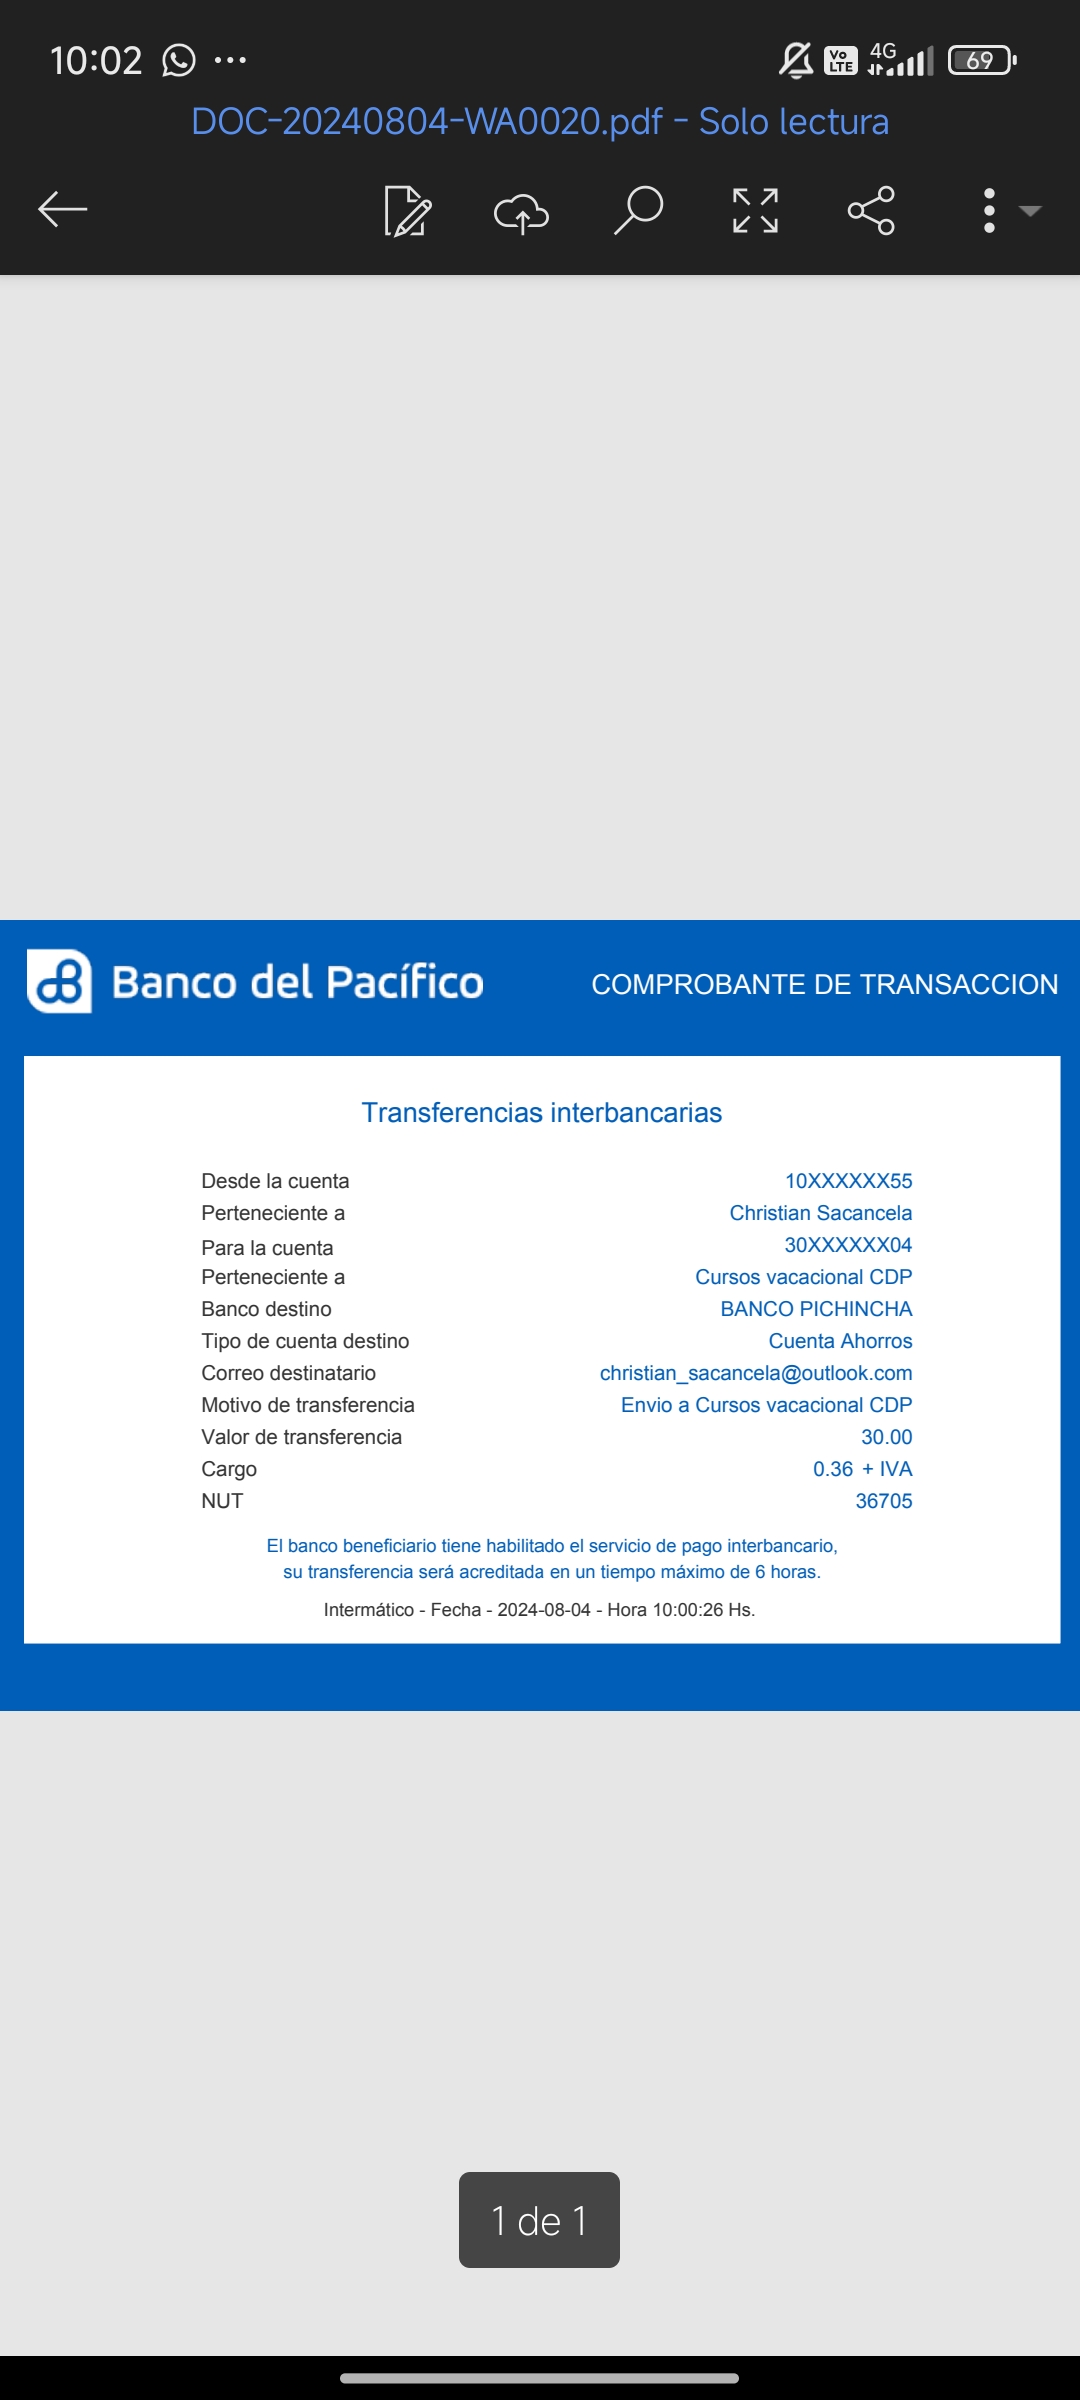 10:02 ... Vo LTE 4G 69
DOC-20240804-WA0020.pdf - Solo lectura
Banco del Pacífico COMPROBANTE DE TRANSACCION
Transferencias interbancarias
Desde la cuenta 10XXXXXX55
Perteneciente a Christian Sacancela
Para la cuenta 30XXXXXX04
Perteneciente a Cursos vacacional CDP
Banco destino BANCO PICHINCHA
Tipo de cuenta destino Cuenta Ahorros
Correo destinatario christian_sacancela@outlook.com
Motivo de transferencia Envio a Cursos vacacional CDP
Valor de transferencia 30.00
Cargo 0.36 + IVA
NUT 36705
El banco beneficiario tiene habilitado el servicio de pago interbancario,
su transferencia será acreditada en un tiempo máximo de 6 horas.
Intermático - Fecha - 2024-08-04 - Hora 10:00:26 Hs.
1 de 1